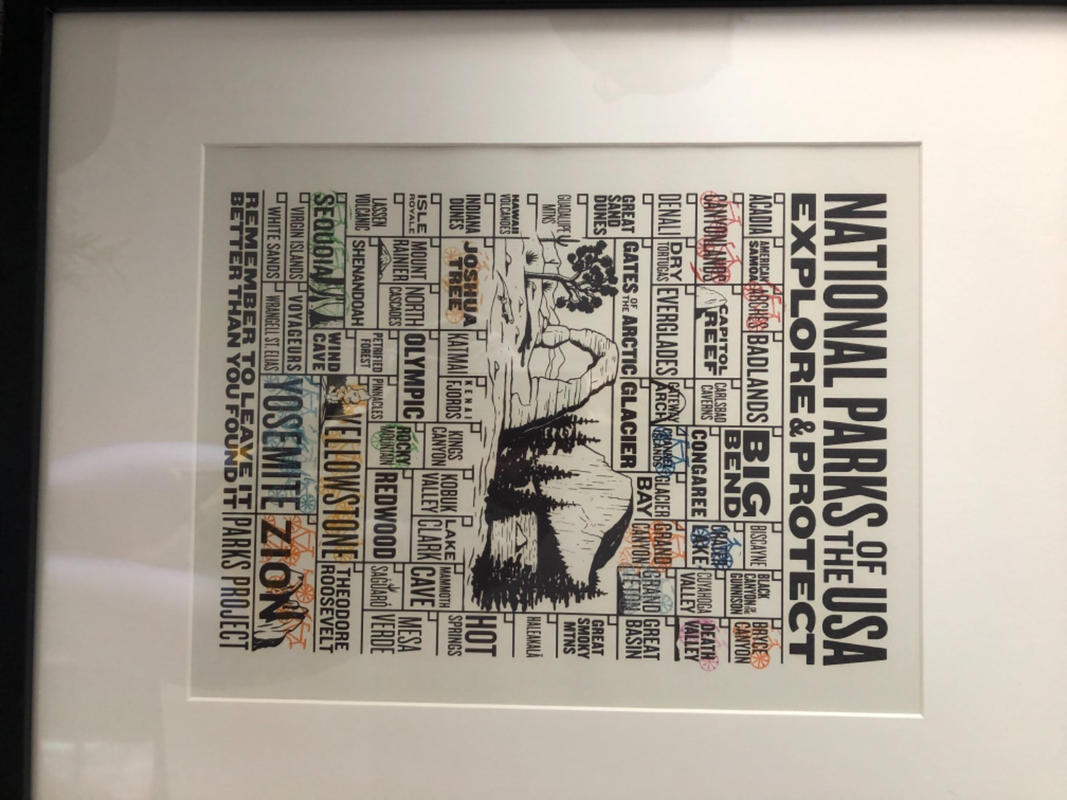 NATIONAL PARKS OF THE USA
EXPLORE & PROTECT
ACADIA
AMERICAN SAMOA
ARCHES
BADLANDS
BIG BEND
BISCAYNE
BLACK CANYON OF THE GUNNISON
BRYCE CANYON
CANYONLANDS
CAPITOL REEF
CARLSBAD CAVERNS
CONGAREE
CRATER LAKE
CUYAHOGA VALLEY
DEATH VALLEY
DENALI
DRY TORTUGAS
EVERGLADES
GATEWAY ARCH
CHANNEL ISLANDS
GLACIER BAY
GRAND CANYON
GRAND TETON
GREAT BASIN
GREAT SAND DUNES
GATES OF THE ARCTIC
GLACIER
GREAT SMOKY MTNS
GUADALUPE MTNS
HALEAKALĀ
HAWAII VOLCANOES
HOT SPRINGS
INDIANA DUNES
JOSHUA TREE
KATMAI
KENAI FJORDS
KINGS CANYON
KOBUK VALLEY
LAKE CLARK
MAMMOTH CAVE
ISLE ROYALE
MOUNT RAINIER
NORTH CASCADES
OLYMPIC
MESA VERDE
LASSEN VOLCANIC
SHENANDOAH
PETRIFIED FOREST
PINNACLES
ROCKY MOUNTAIN
REDWOOD
SAGUARO
SEQUOIA
WIND CAVE
YELLOWSTONE
THEODORE ROOSEVELT
VIRGIN ISLANDS
VOYAGEURS
WHITE SANDS
WRANGELL ST. ELIAS
YOSEMITE
ZION
REMEMBER TO LEAVE IT
BETTER THAN YOU FOUND IT
PARKS PROJECT